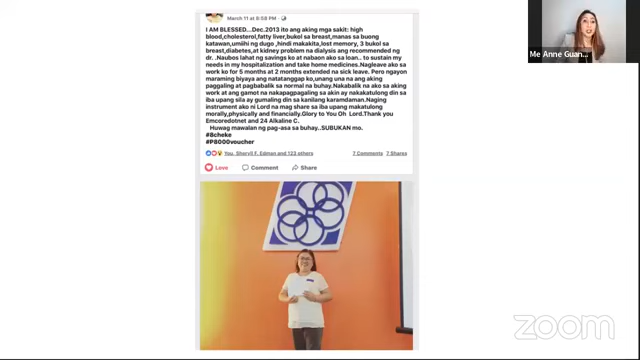 March 11 at 8:58 PM
I AM BLESSED....Dec.2013 ito ang aking mga sakit: high
blood,cholesterol,fatty liver,bukol sa breast,manas sa buong
katawan,umiihi ng dugo ,hindi makakita,lost memory, 3 bukol sa
breast,diabetes,at kidney problem na dialysis ang recommended ng
dr. .Naubos lahat ng savings ko at nabaon ako sa loan.. to sustain my
needs in my hospitalization and take home medicines.Nagleave ako sa
work ko for 5 months at 2 months extended na sick leave. Pero ngayon
maraming biyaya ang natatanggap ko,unang una na ang aking
paggaling at pagbabalik sa normal na buhay.Nakabalik na ako sa aking
work at ang gamot na nakapagpagaling sa akin ay nakakatulong din sa
iba upang sila ay gumaling din sa kanilang karamdaman.Naging
instrument ako ni Lord na mag share sa iba upang makatulong
morally,physically and financially.Glory to You Oh Lord.Thank you
Emcoredotnet and 24 Alkaline C.
Huwag mawalan ng pag-asa sa buhay..SUBUKAN mo.
#8cheke
#P8000voucher
You, Sheryll F. Edman and 123 others
7 Comments 7 Shares
Love Comment Share
Me Anne Guan...
zoom